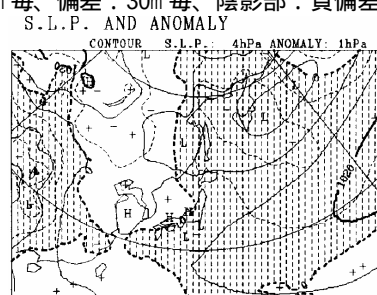 毎、偏差：30m毎、陰影部：負偏差
S.L.P. AND ANOMALY
CONTOUR S.L.P.: 4hPa ANOMALY: 1hPa
L
L
L
L
H
H
L
1020